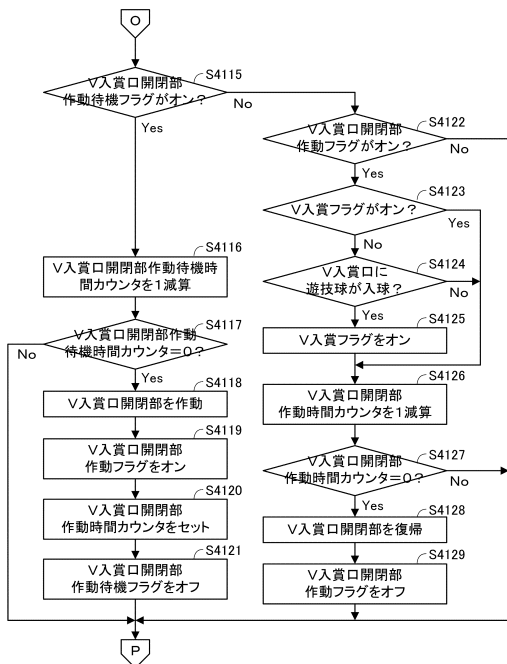 O
S4115
V入賞口開閉部
作動待機フラグがオン？
No
Yes
S4122
V入賞口開閉部
作動フラグがオン？
No
Yes
S4123
V入賞フラグがオン？
Yes
No
S4116
V入賞口開閉部作動待機時
間カウンタを1減算
S4124
V入賞口に
遊技球が入球？
No
Yes
S4117
V入賞口開閉部作動
待機時間カウンタ=0？
No
Yes
S4125
V入賞フラグをオン
S4118
V入賞口開閉部を作動
S4126
V入賞口開閉部
作動時間カウンタを1減算
S4119
V入賞口開閉部
作動フラグをオン
S4127
V入賞口開閉部
作動時間カウンタ=0？
No
Yes
S4120
V入賞口開閉部
作動時間カウンタをセット
S4128
V入賞口開閉部を復帰
S4121
V入賞口開閉部
作動待機フラグをオフ
S4129
V入賞口開閉部
作動フラグをオフ
P